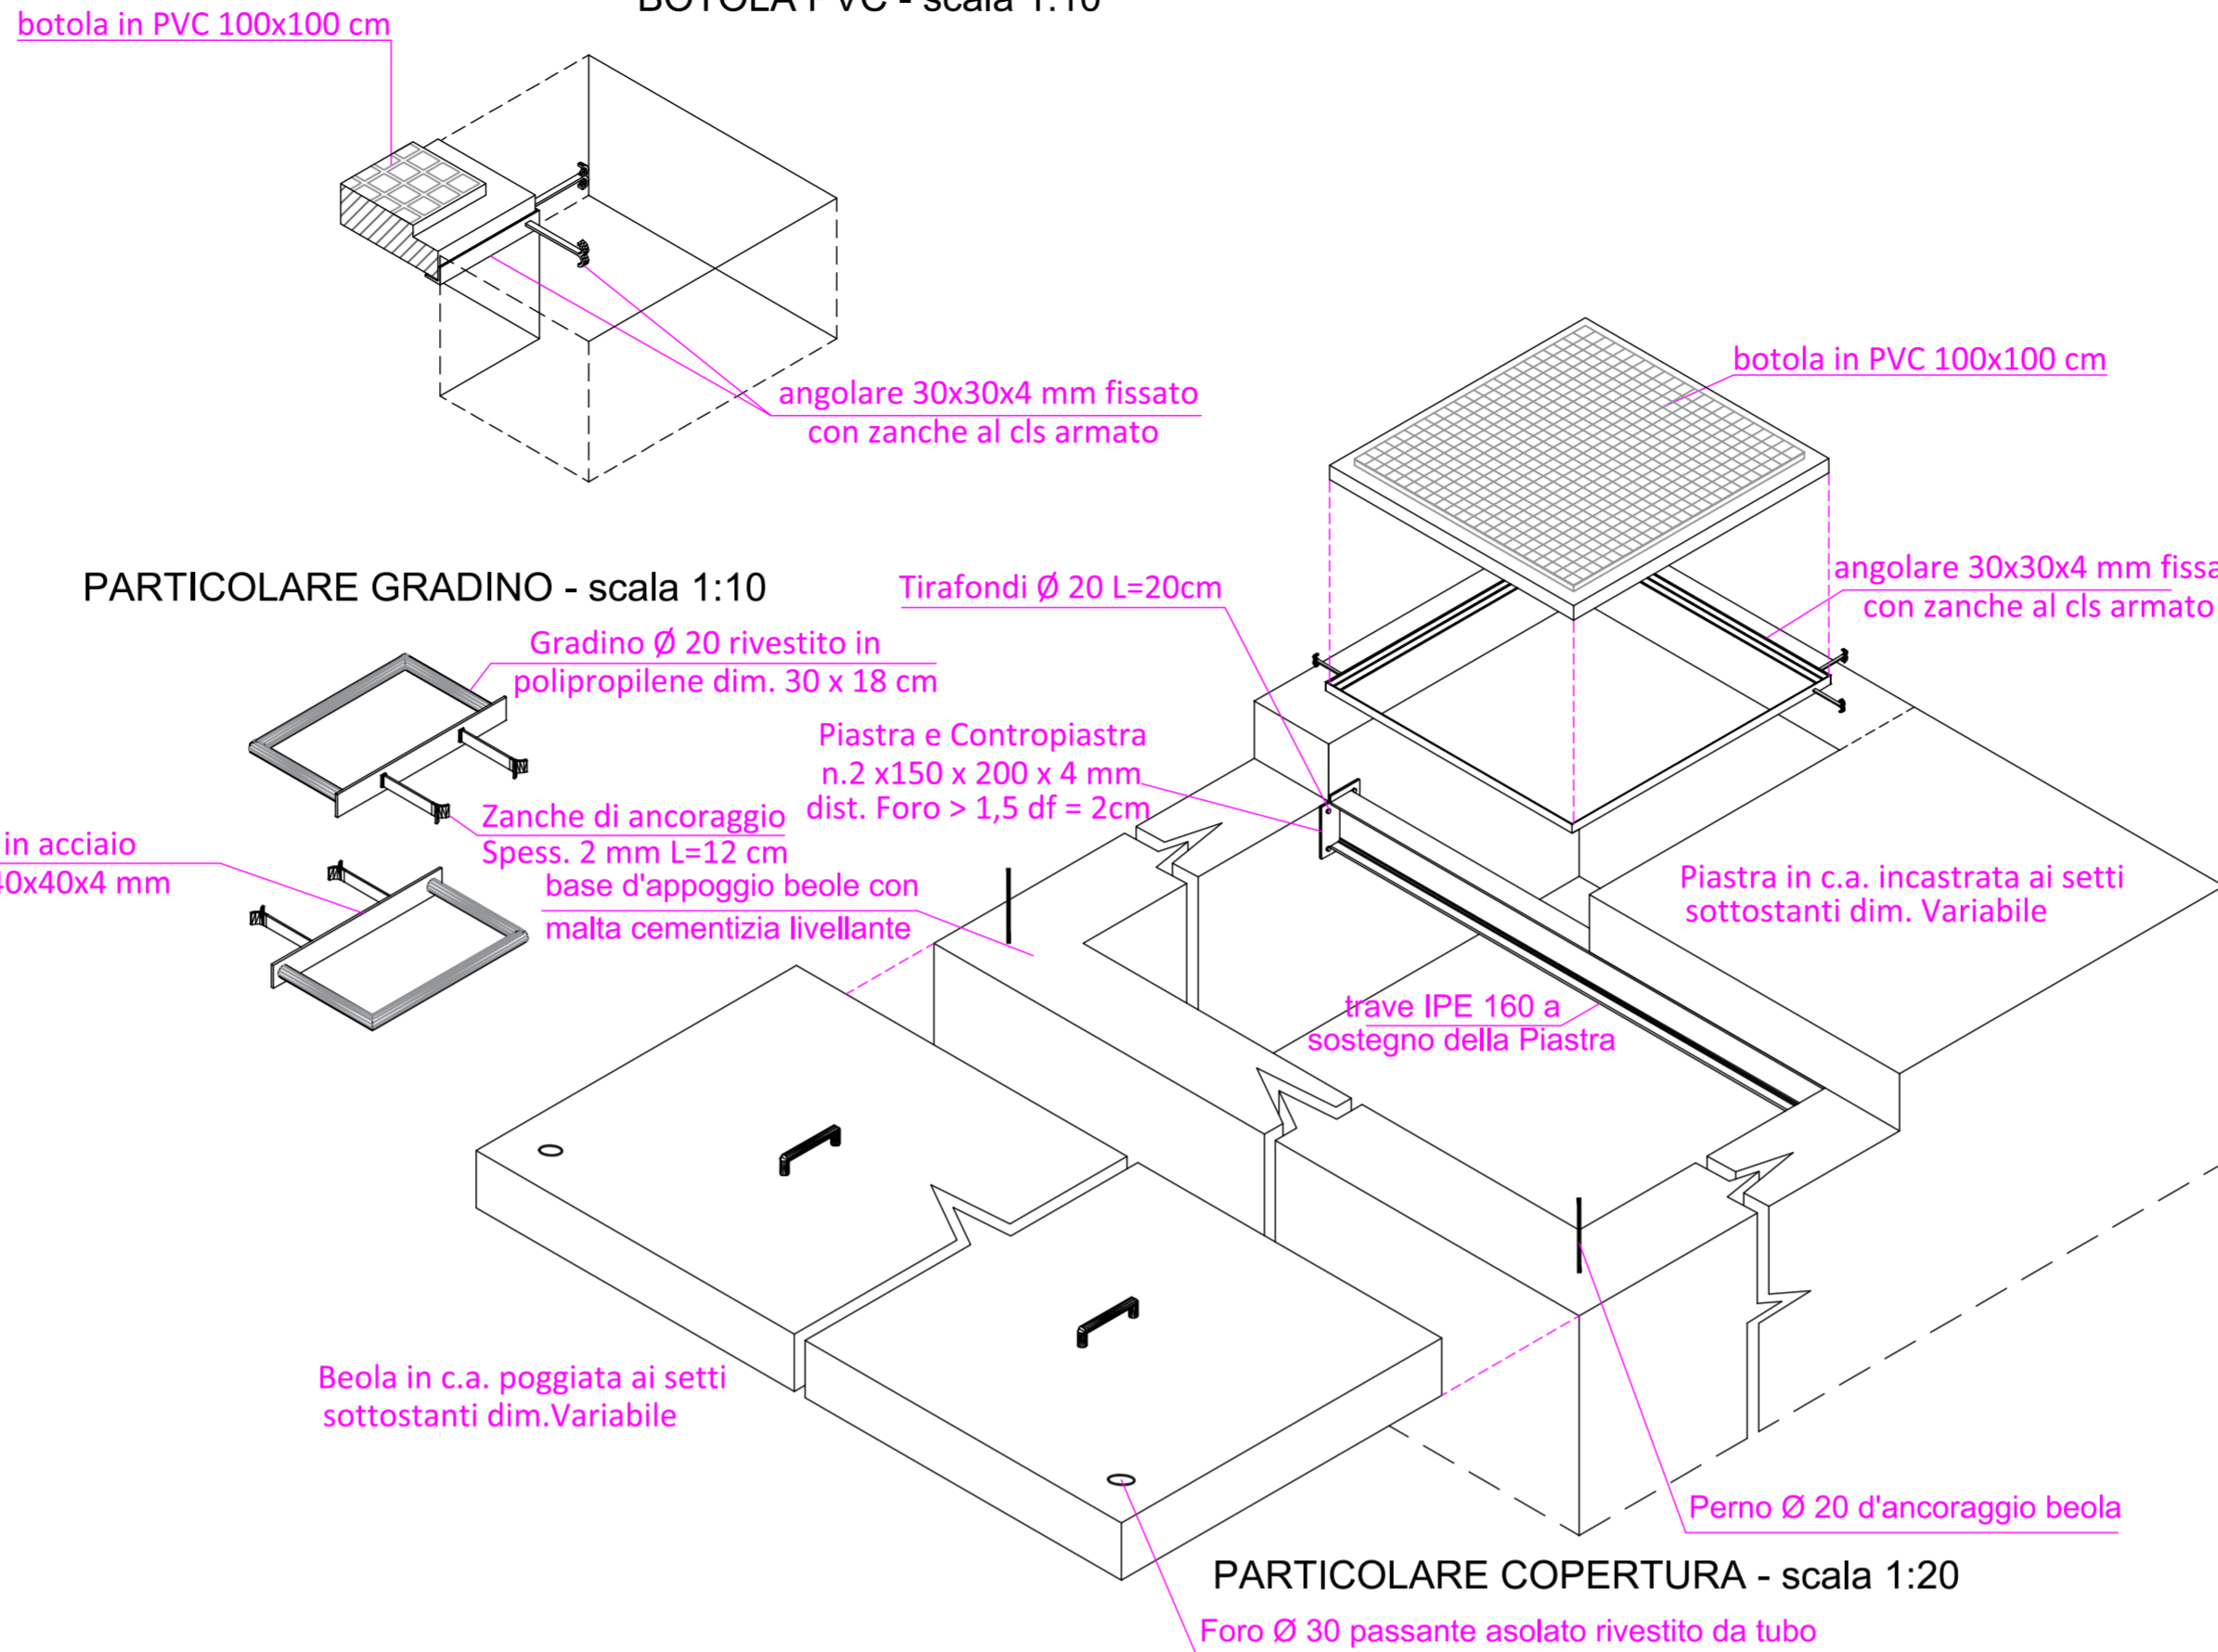 BOTOLA PVC - scala 1:10
botola in PVC 100x100 cm
angolare 30x30x4 mm fissato
con zanche al cls armato
botola in PVC 100x100 cm
angolare 30x30x4 mm fissa
con zanche al cls armato
PARTICOLARE GRADINO - scala 1:10
Tirafondi Ø 20 L=20cm
Gradino Ø 20 rivestito in
polipropilene dim. 30 x 18 cm
Piastra e Contropiastra
n.2 x150 x 200 x 4 mm
dist. Foro > 1,5 df = 2cm
Zanche di ancoraggio
Spess. 2 mm L=12 cm
in acciaio
40x40x4 mm
base d'appoggio beole con
malta cementizia livellante
Piastra in c.a. incastrata ai setti
sottostanti dim. Variabile
trave IPE 160 a
sostegno della Piastra
Beola in c.a. poggiata ai setti
sottostanti dim.Variabile
Perno Ø 20 d'ancoraggio beola
PARTICOLARE COPERTURA - scala 1:20
Foro Ø 30 passante asolato rivestito da tubo